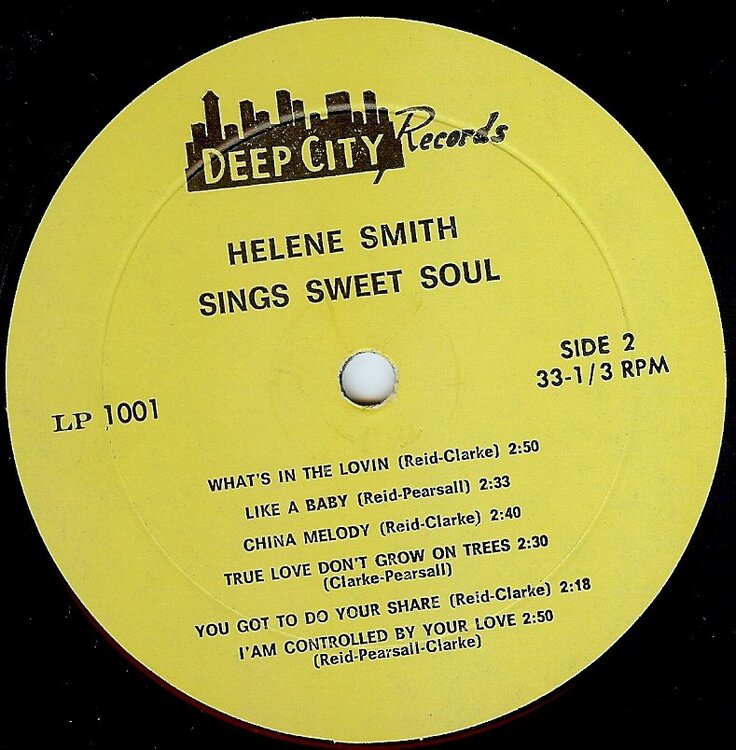 DEEP CITY Records
HELENE SMITH
SINGS SWEET SOUL
SIDE 2
33-1/3 RPM
LP 1001
WHAT'S IN THE LOVIN (Reid-Clarke) 2:50
LIKE A BABY (Reid-Pearsall) 2:33
CHINA MELODY (Reid-Clarke) 2:40
TRUE LOVE DON'T GROW ON TREES 2:30
(Clarke-Pearsall)
YOU GOT TO DO YOUR SHARE (Reid-Clarke) 2:18
I'AM CONTROLLED BY YOUR LOVE 2:50
(Reid-Pearsall-Clarke)